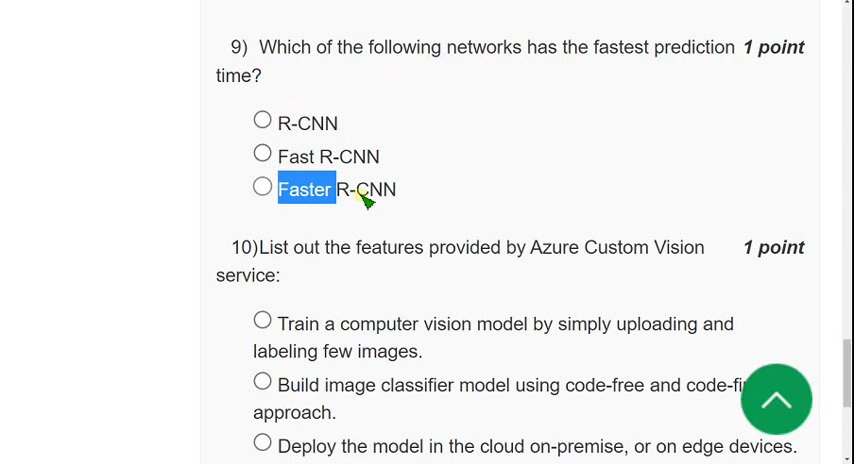 9) Which of the following networks has the fastest prediction 1 point
time?
R-CNN
Fast R-CNN
Faster R-CNN
10)List out the features provided by Azure Custom Vision 1 point
service:
Train a computer vision model by simply uploading and
labeling few images.
Build image classifier model using code-free and
approach.
Deploy the model in the cloud on-premise, or on edge devices.